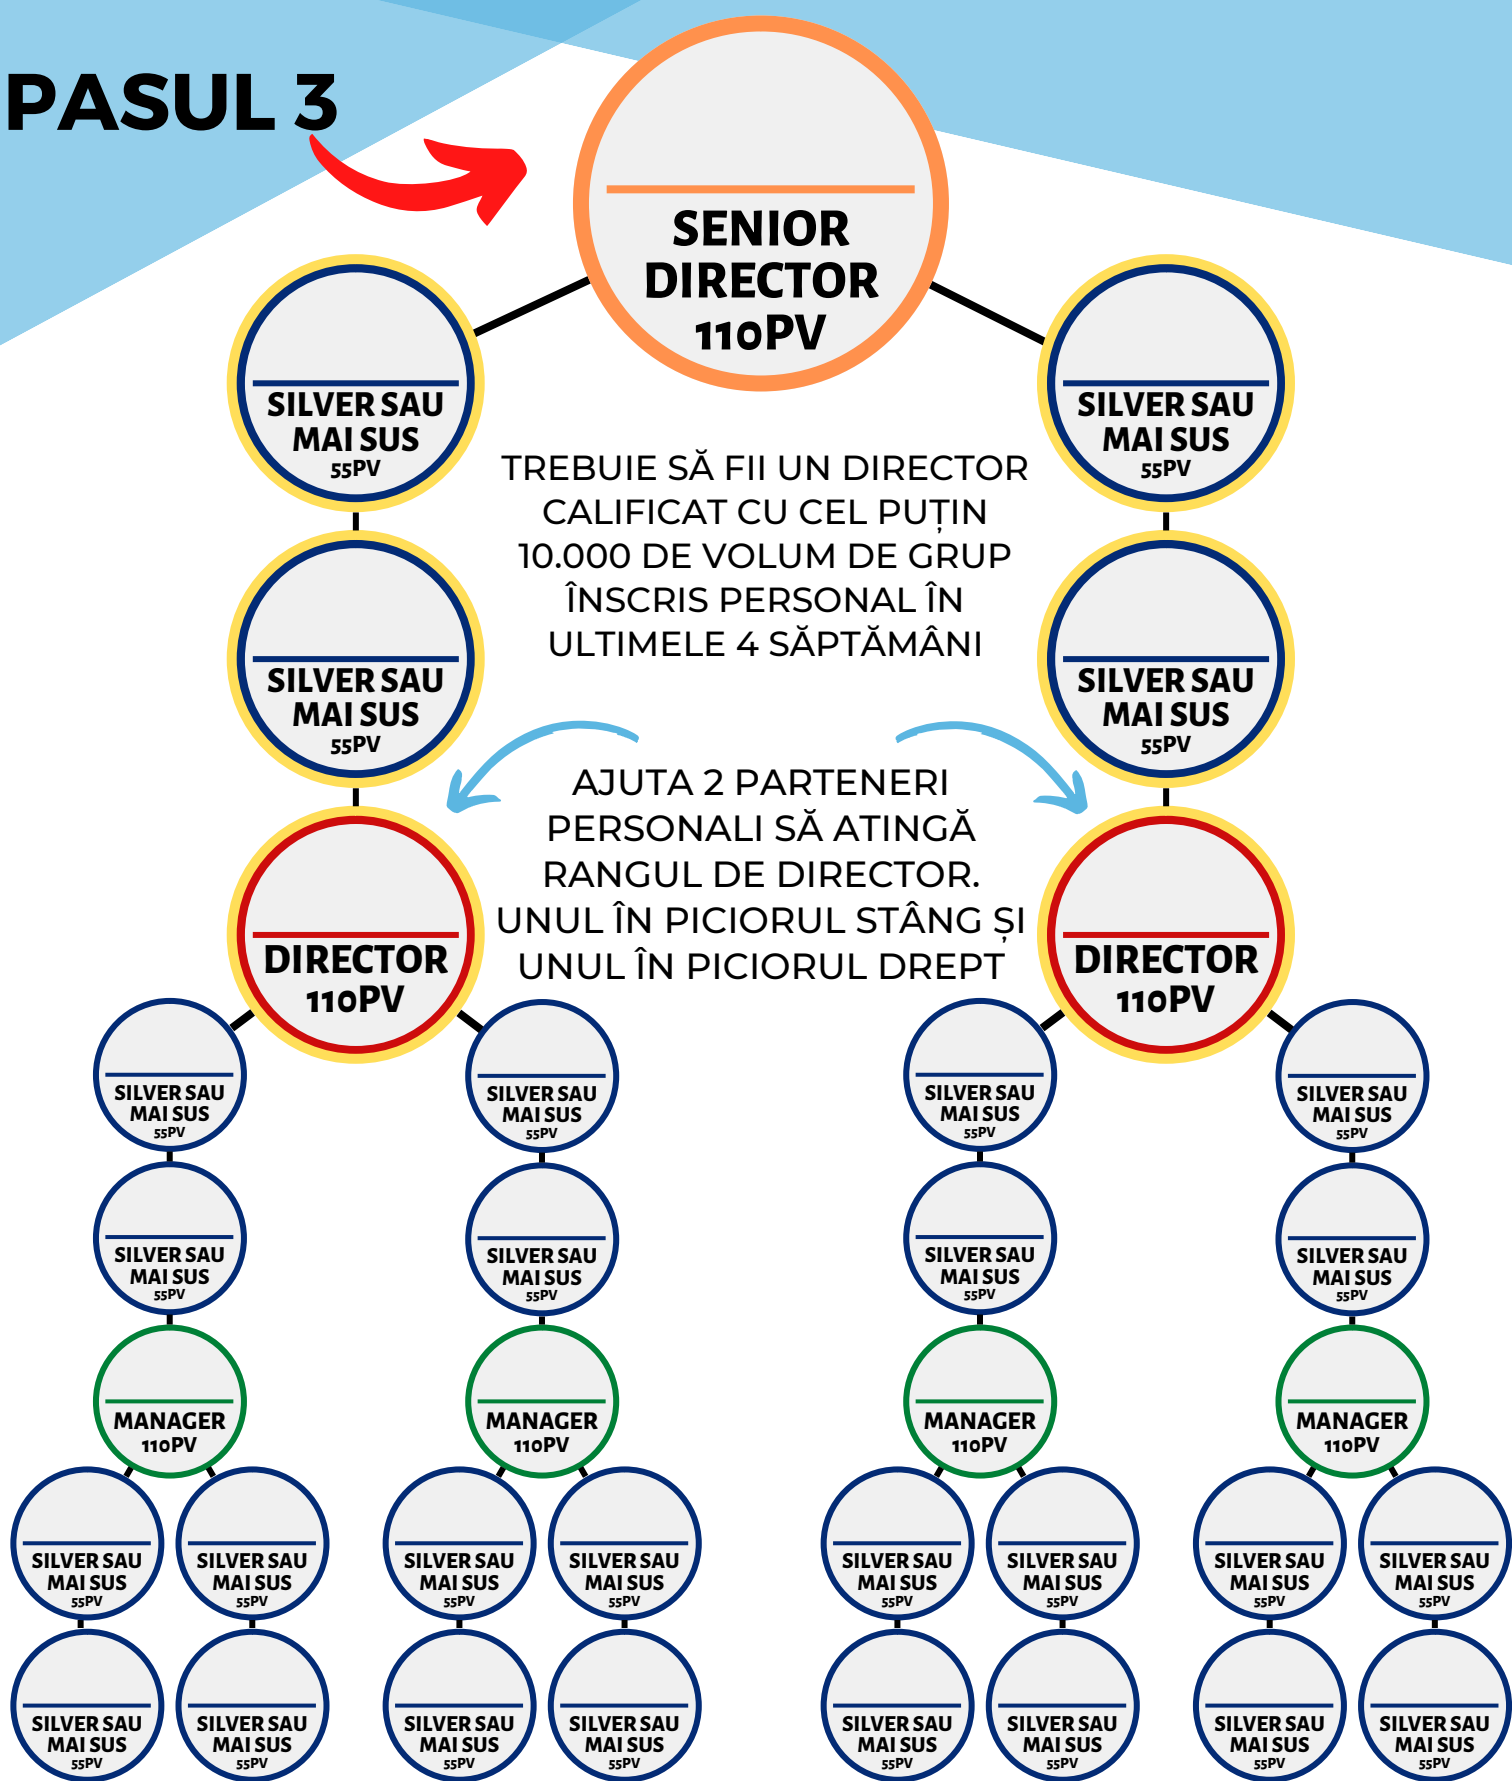 PASUL 3
SENIOR
DIRECTOR
110PV
SILVER SAU
MAI SUS
55PV
SILVER SAU
MAI SUS
55PV
TREBUIE SĂ FII UN DIRECTOR
CALIFICAT CU CEL PUȚIN
10.000 DE VOLUM DE GRUP
ÎNSCRIS PERSONAL ÎN
ULTIMELE 4 SĂPTĂMÂNI
SILVER SAU
MAI SUS
55PV
SILVER SAU
MAI SUS
55PV
AJUTA 2 PARTENERI
PERSONALI SĂ ATINGĂ
RANGUL DE DIRECTOR.
UNUL ÎN PICIORUL STÂNG ȘI
UNUL ÎN PICIORUL DREPT
DIRECTOR
110PV
DIRECTOR
110PV
SILVER SAU
MAI SUS
55PV
SILVER SAU
MAI SUS
55PV
SILVER SAU
MAI SUS
55PV
SILVER SAU
MAI SUS
55PV
SILVER SAU
MAI SUS
55PV
SILVER SAU
MAI SUS
55PV
SILVER SAU
MAI SUS
55PV
SILVER SAU
MAI SUS
55PV
MANAGER
110PV
MANAGER
110PV
MANAGER
110PV
MANAGER
110PV
SILVER SAU
MAI SUS
55PV
SILVER SAU
MAI SUS
55PV
SILVER SAU
MAI SUS
55PV
SILVER SAU
MAI SUS
55PV
SILVER SAU
MAI SUS
55PV
SILVER SAU
MAI SUS
55PV
SILVER SAU
MAI SUS
55PV
SILVER SAU
MAI SUS
55PV
SILVER SAU
MAI SUS
55PV
SILVER SAU
MAI SUS
55PV
SILVER SAU
MAI SUS
55PV
SILVER SAU
MAI SUS
55PV
SILVER SAU
MAI SUS
55PV
SILVER SAU
MAI SUS
55PV
SILVER SAU
MAI SUS
55PV
SILVER SAU
MAI SUS
55PV